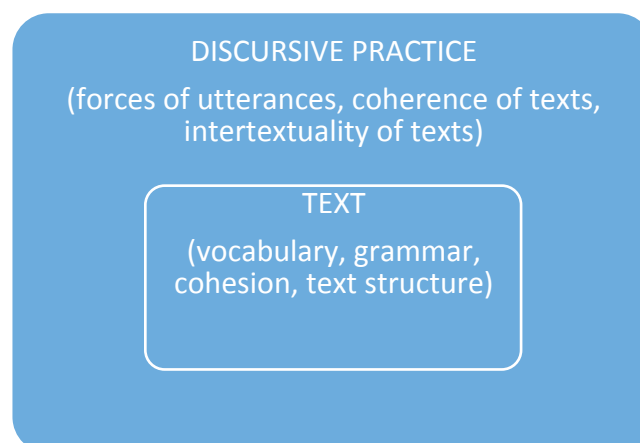 DISCURSIVE PRACTICE
(forces of utterances, coherence of texts,
intertextuality of texts)
TEXT
(vocabulary, grammar,
cohesion, text structure)